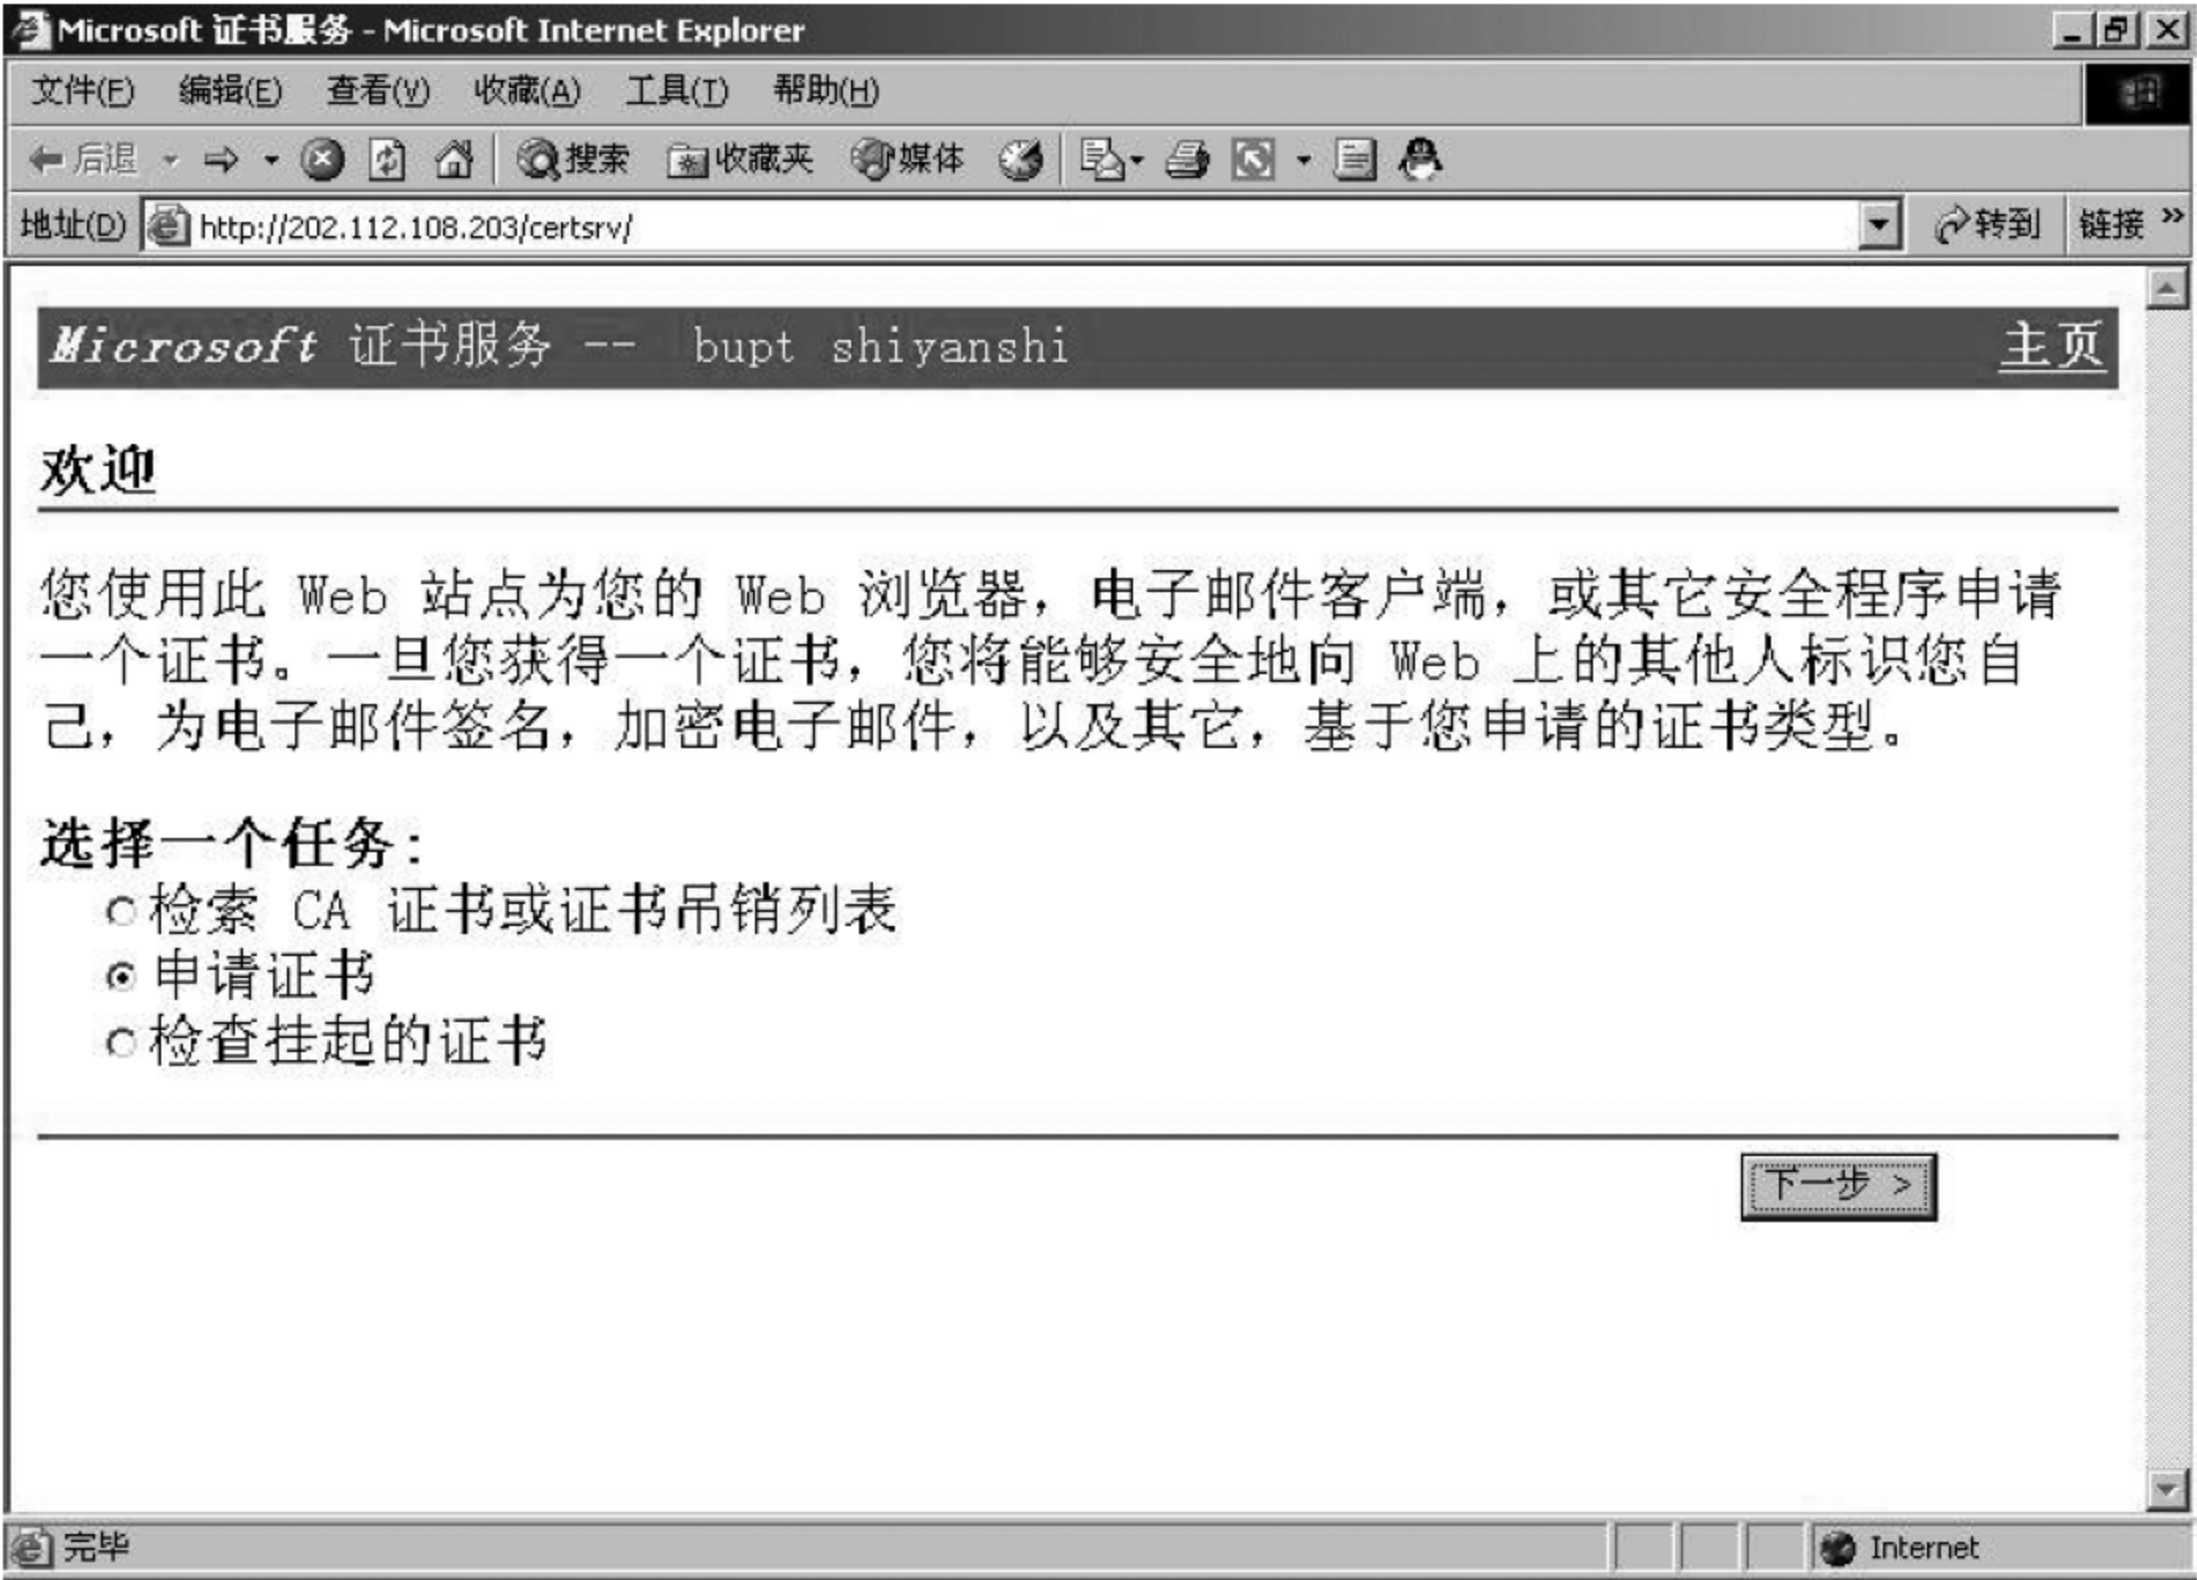 Microsoft 证书服务 - Microsoft Internet Explorer
文件(F) 编辑(E) 查看(V) 收藏(A) 工具(T) 帮助(H)
后退 搜索 收藏夹 媒体
地址(D) http://202.112.108.203/certsrv/ 转到 链接 »
Microsoft 证书服务 -- bupt shiyanshi 主页
欢迎
您使用此 Web 站点为您的 Web 浏览器，电子邮件客户端，或其它安全程序申请
一个证书。一旦您获得一个证书，您将能够安全地向 Web 上的其他人标识您自
己，为电子邮件签名，加密电子邮件，以及其它，基于您申请的证书类型。
选择一个任务:
检索 CA 证书或证书吊销列表
申请证书
检查挂起的证书
下一步 >
完毕 Internet